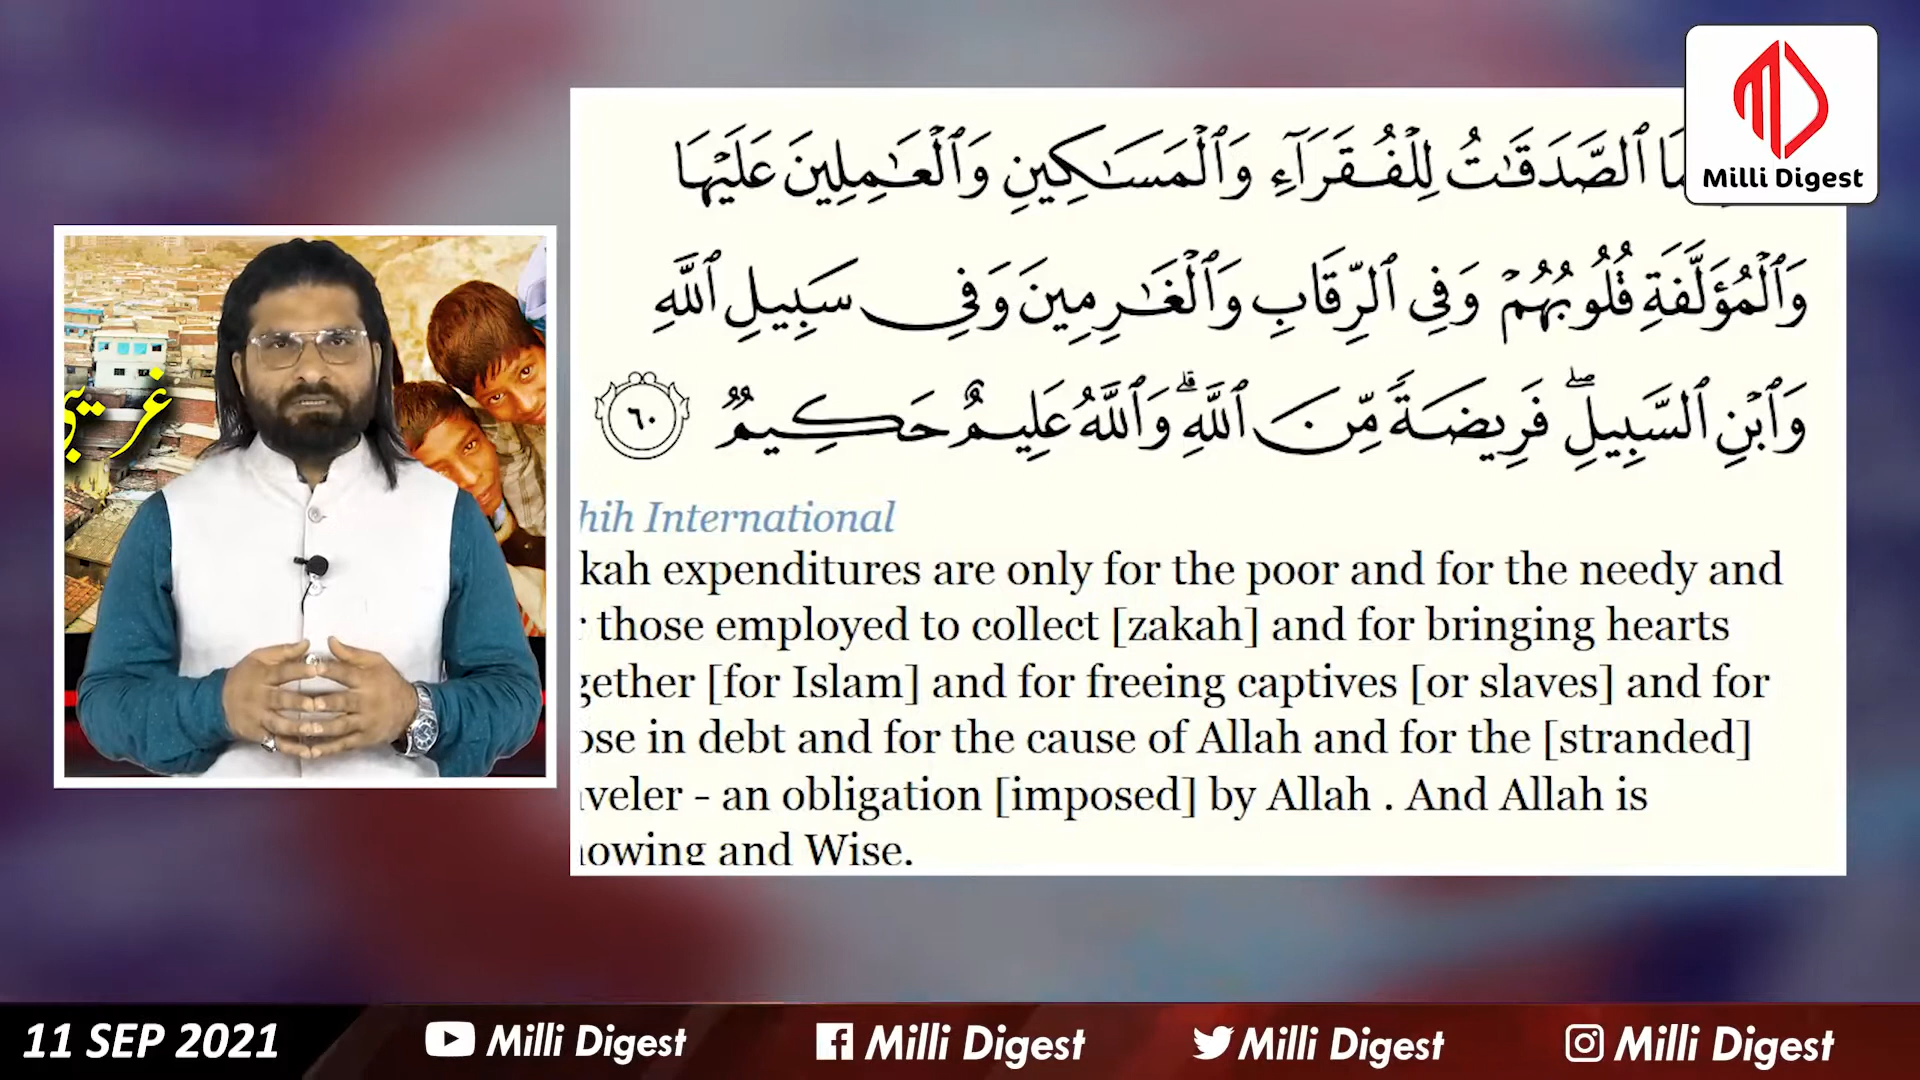 Milli Digest
ٱلصَّدَقَـٰتُ لِلْفُقَرَآءِ وَٱلْمَسَـٰكِينِ وَٱلْعَـٰمِلِينَ عَلَيْهَا
وَٱلْمُؤَلَّفَةِ قُلُوبُهُمْ وَفِى ٱلرِّقَابِ وَٱلْغَـٰرِمِينَ وَفِى سَبِيلِ ٱللَّهِ
وَٱبْنِ ٱلسَّبِيلِ ۖ فَرِيضَةً مِّنَ ٱللَّهِ ۗ وَٱللَّهُ عَلِيمٌ حَكِيمٌ ٦٠
hih International
kah expenditures are only for the poor and for the needy and
those employed to collect [zakah] and for bringing hearts
gether [for Islam] and for freeing captives [or slaves] and for
ose in debt and for the cause of Allah and for the [stranded]
aveler - an obligation [imposed] by Allah . And Allah is
nowing and Wise.
غریبی
11 SEP 2021 Milli Digest Milli Digest Milli Digest Milli Digest